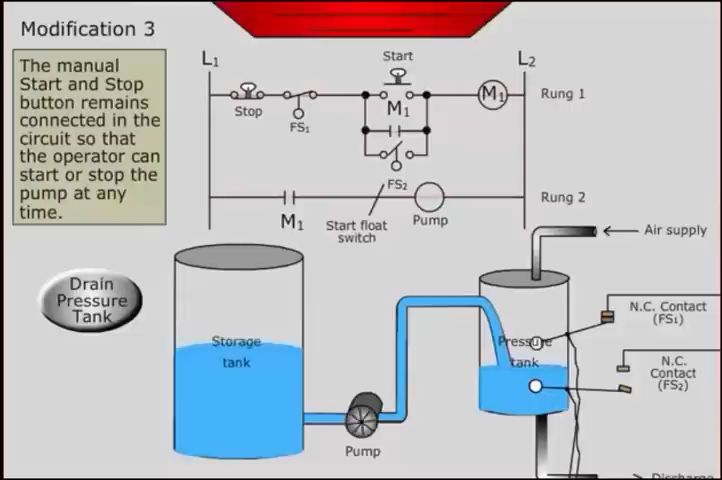 Modification 3
The manual
Start and Stop
button remains
connected in the
circuit so that
the operator can
start or stop the
pump at any
time.
L1
L2
Start
Stop
FS1
M1
M1
Rung 1
FS2
M1
Start float
switch
Pump
Rung 2
Air supply
Drain
Pressure
Tank
Storage
tank
Pressure
tank
N.C. Contact
(FS1)
N.C.
Contact
(FS2)
Pump
Discharge